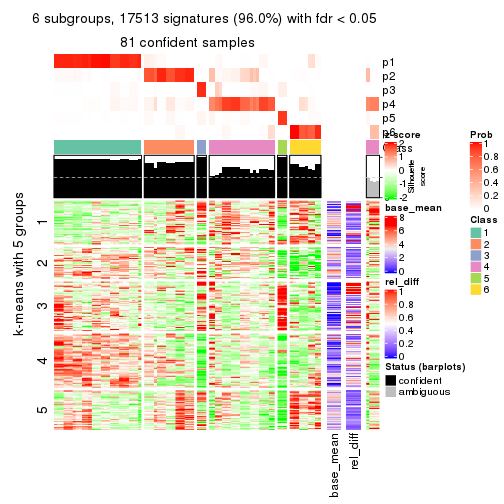 6 subgroups, 17513 signatures (96.0%) with fdr < 0.05
81 confident samples
p1
p2
p3
p4
p5
p6
Class
z-score
2
1
0
-1
-2
Silhouette
score
Prob
1
0.8
0.6
0.4
0.2
0
base_mean
8
6
4
2
0
Class
1
2
3
4
5
6
rel_diff
1
0.8
0.6
0.4
0.2
0
Status (barplots)
confident
ambiguous
k-means with 5 groups
1
2
3
4
5
base_mean
rel_diff